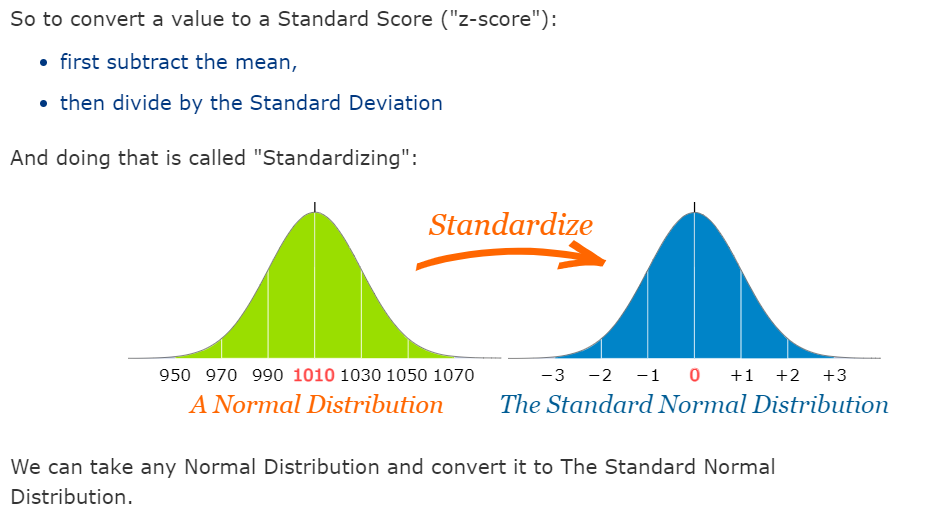 So to convert a value to a Standard Score ("z-score"):
• first subtract the mean,
• then divide by the Standard Deviation
And doing that is called "Standardizing":
Standardize
950 970 990 1010 1030 1050 1070
−3 −2 −1 0 +1 +2 +3
A Normal Distribution
The Standard Normal Distribution
We can take any Normal Distribution and convert it to The Standard Normal
Distribution.